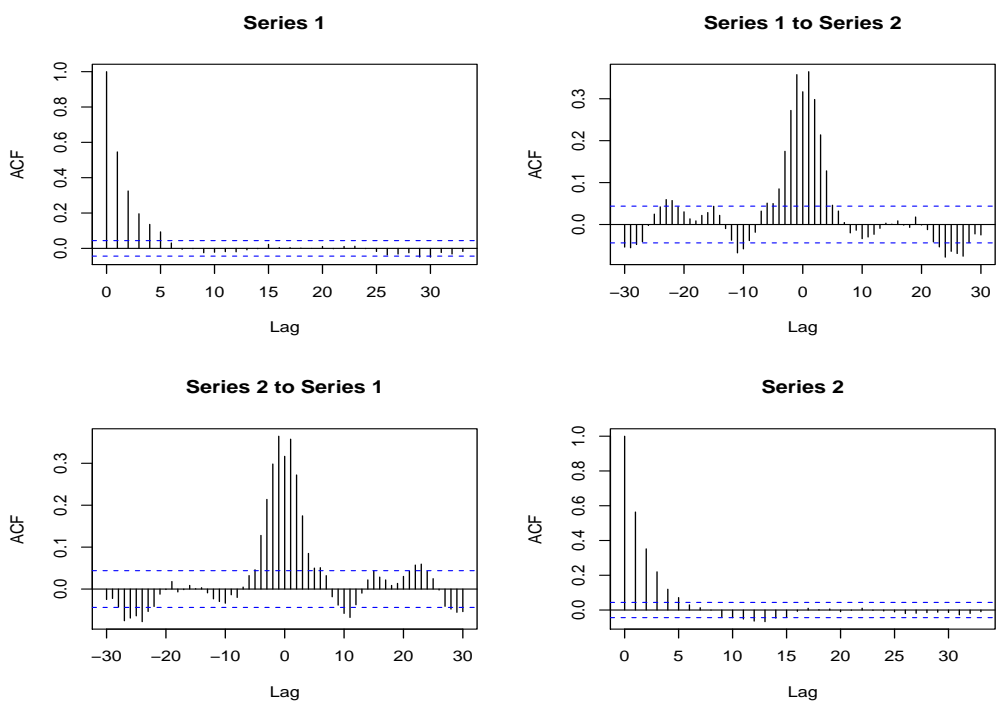 Series 1
ACF
0.0 0.2 0.4 0.6 0.8 1.0
0 5 10 15 20 25 30
Lag
Series 1 to Series 2
ACF
0.0 0.1 0.2 0.3
−30 −20 −10 0 10 20 30
Lag
Series 2 to Series 1
ACF
0.0 0.1 0.2 0.3
−30 −20 −10 0 10 20 30
Lag
Series 2
ACF
0.0 0.2 0.4 0.6 0.8 1.0
0 5 10 15 20 25 30
Lag